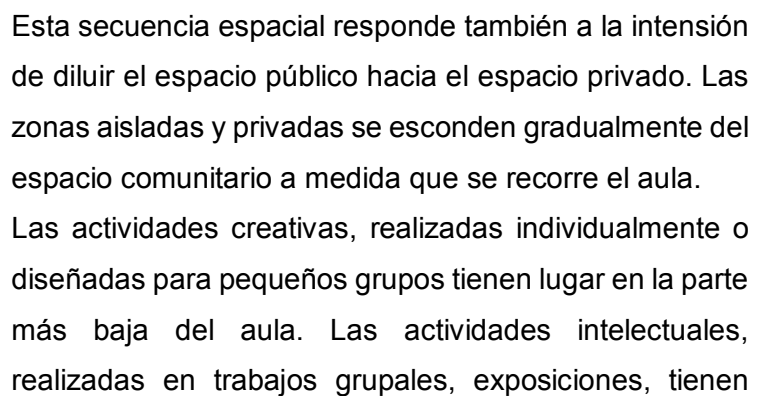 Esta secuencia espacial responde también a la intensión
de diluir el espacio público hacia el espacio privado. Las
zonas aisladas y privadas se esconden gradualmente del
espacio comunitario a medida que se recorre el aula.
Las actividades creativas, realizadas individualmente o
diseñadas para pequeños grupos tienen lugar en la parte
más baja del aula. Las actividades intelectuales,
realizadas en trabajos grupales, exposiciones, tienen